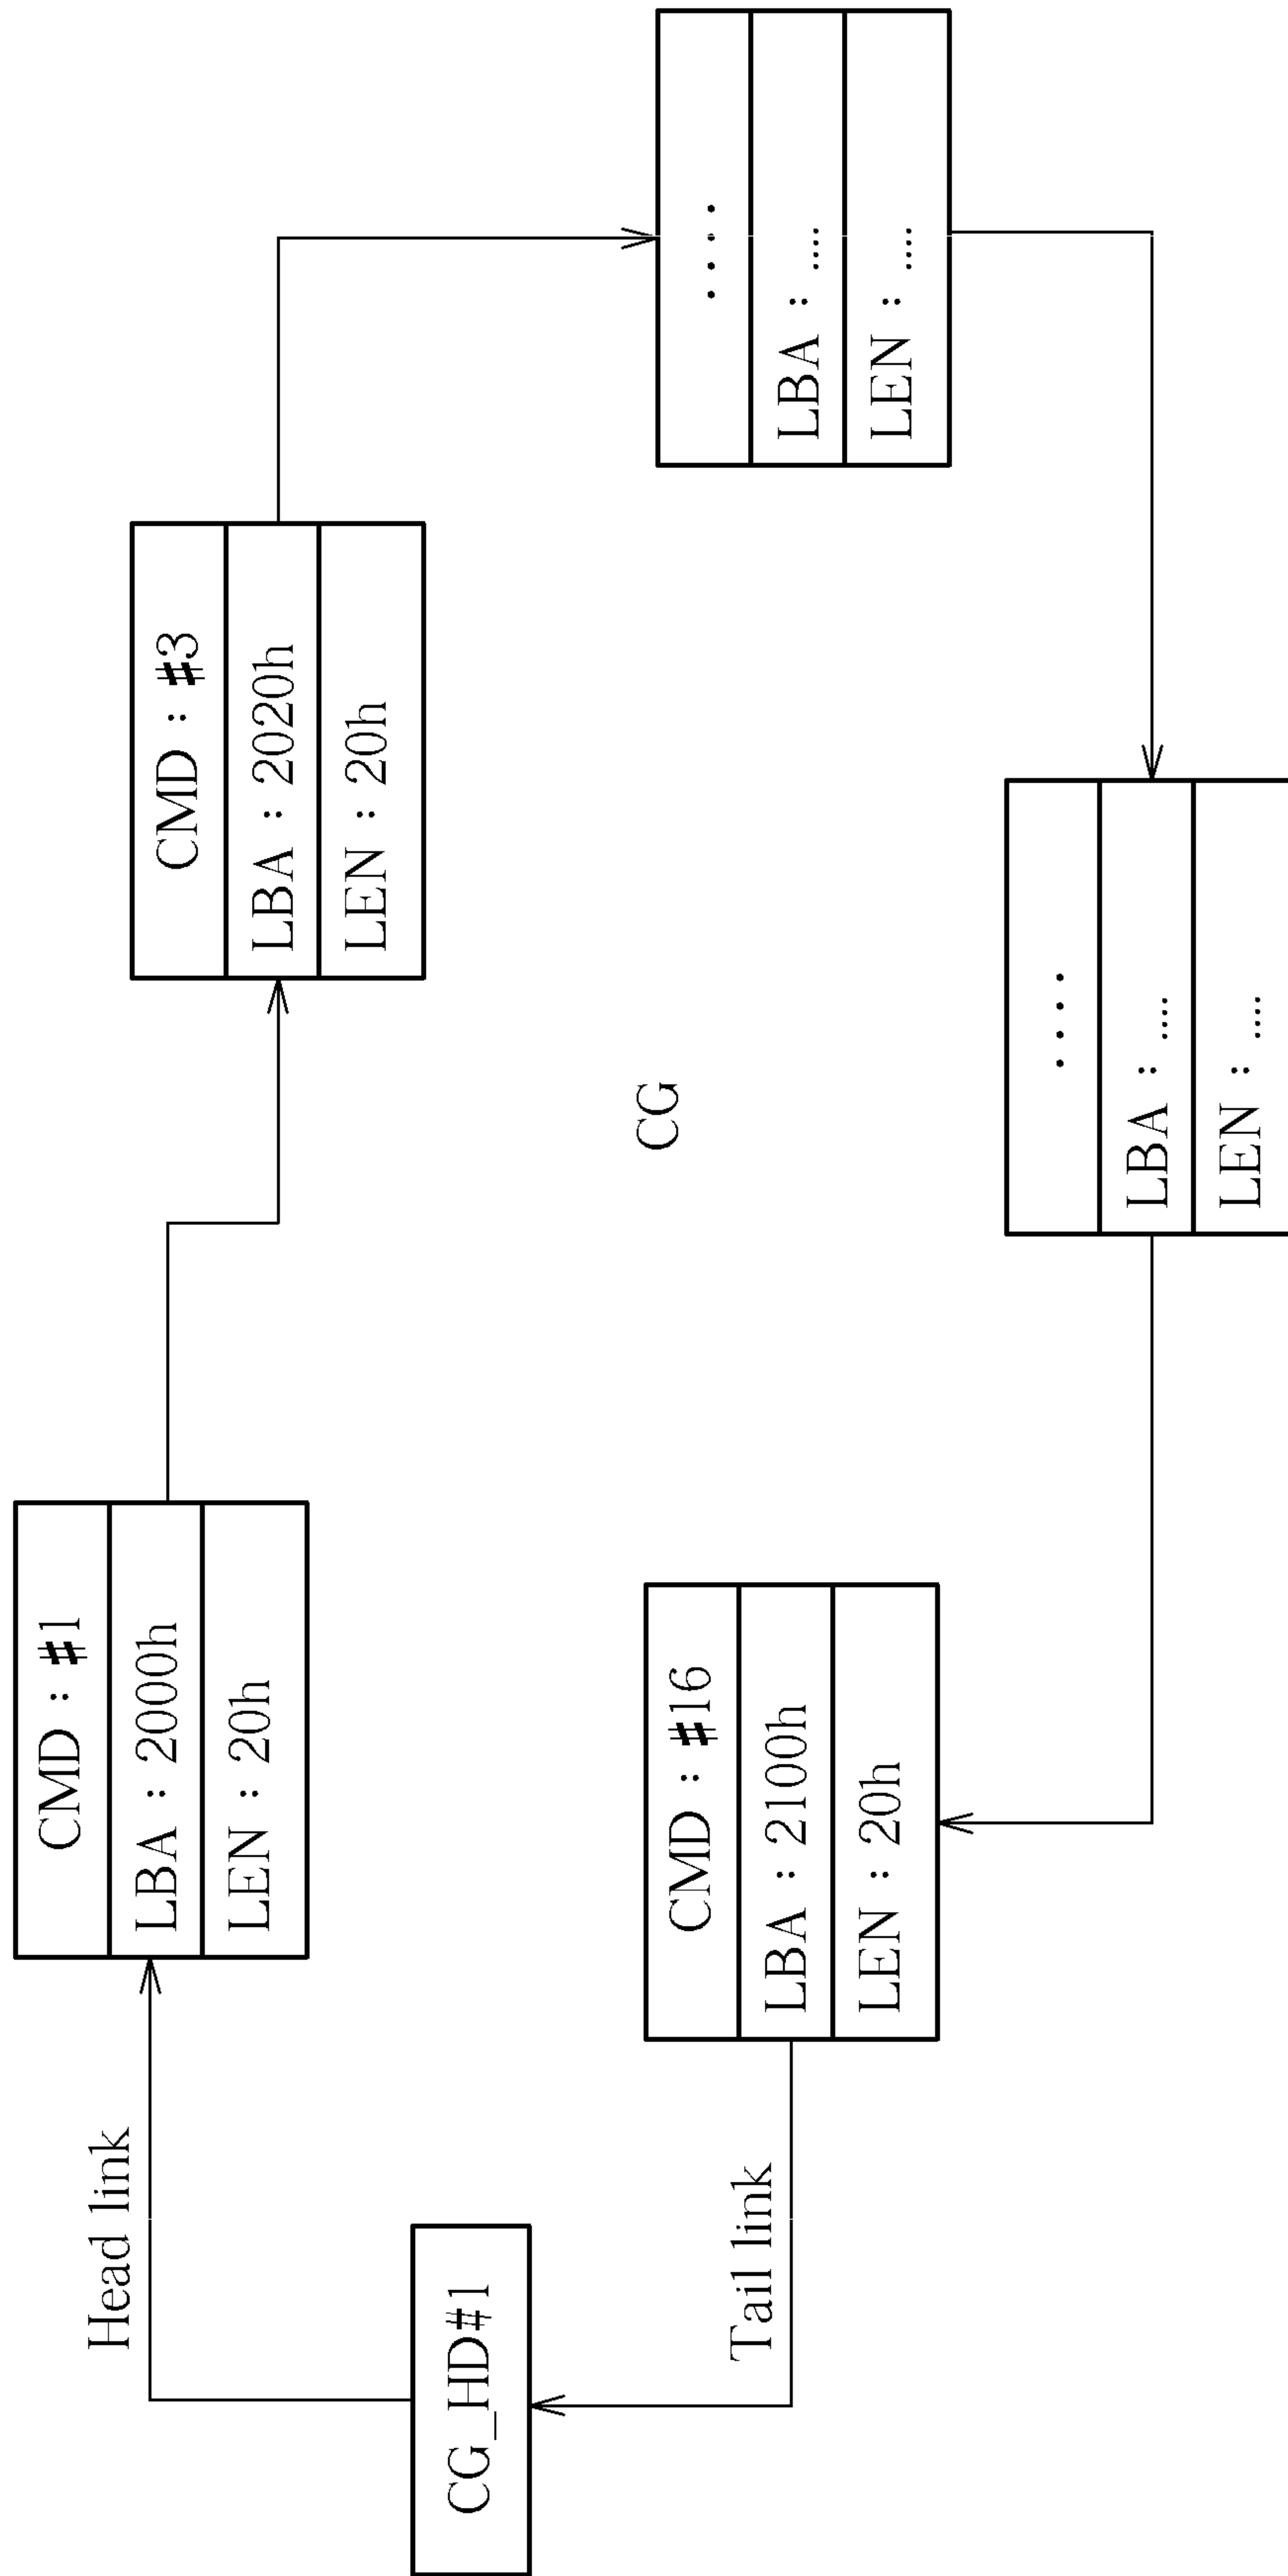 CG_HD#1
Head link
CMD : #1
LBA : 2000h
LEN : 20h
CMD : #3
LBA : 2020h
LEN : 20h
. . . .
LBA : ....
LEN : ....
. . . .
LBA : ....
LEN : ....
CMD : #16
LBA : 2100h
LEN : 20h
Tail link
CG